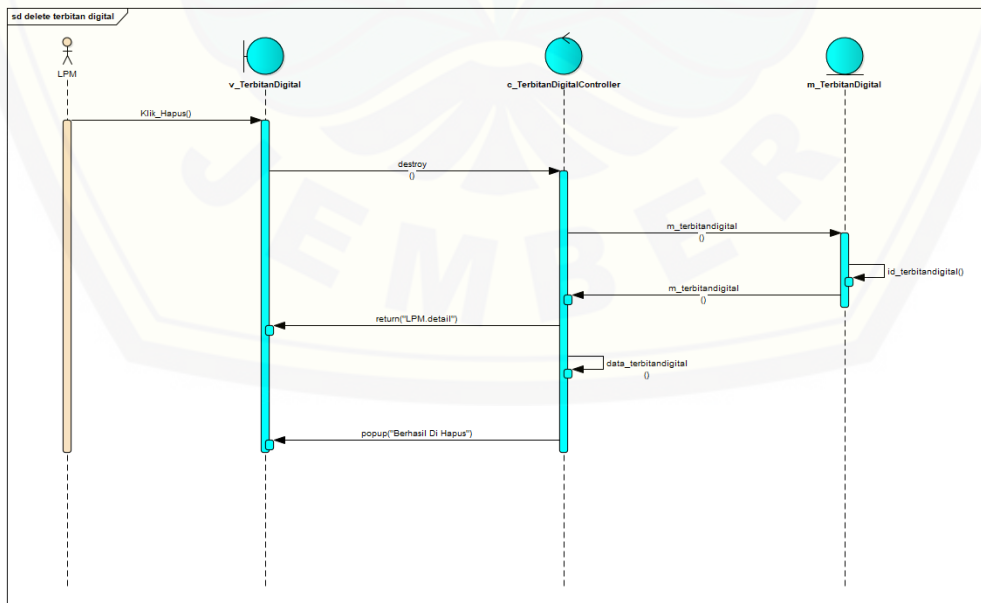 sd delete terbitan digital
LPM
v_TerbitanDigital
c_TerbitanDigitalController
m_TerbitanDigital
Klik_Hapus()
destroy
()
m_terbitandigital
()
id_terbitandigital()
m_terbitandigital
()
return("LPM.detail")
data_terbitandigital
()
popup("Berhasil Di Hapus")
JEMBER